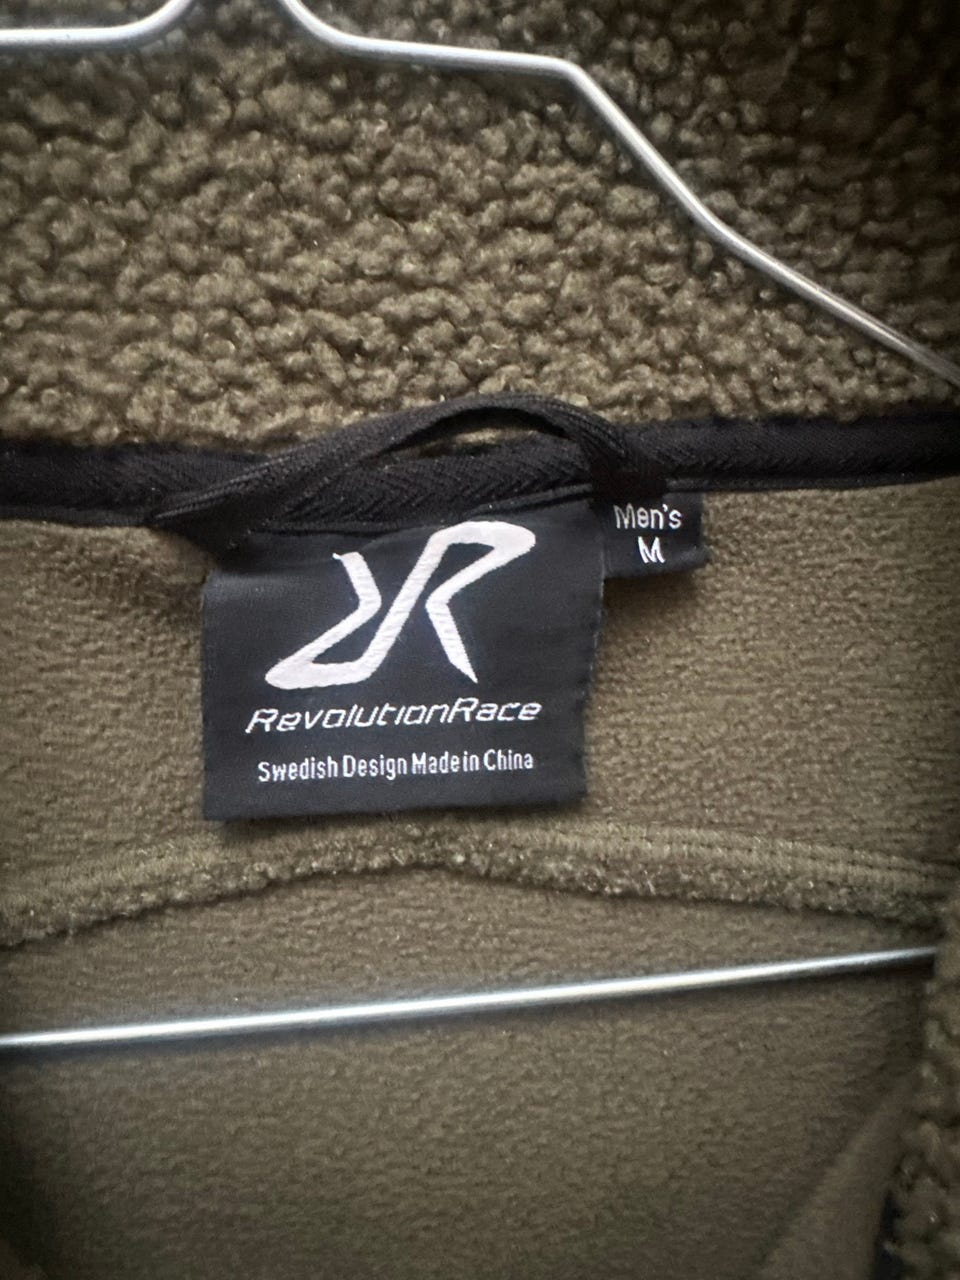 Men's
M
RevolutionRace
Swedish Design Made in China